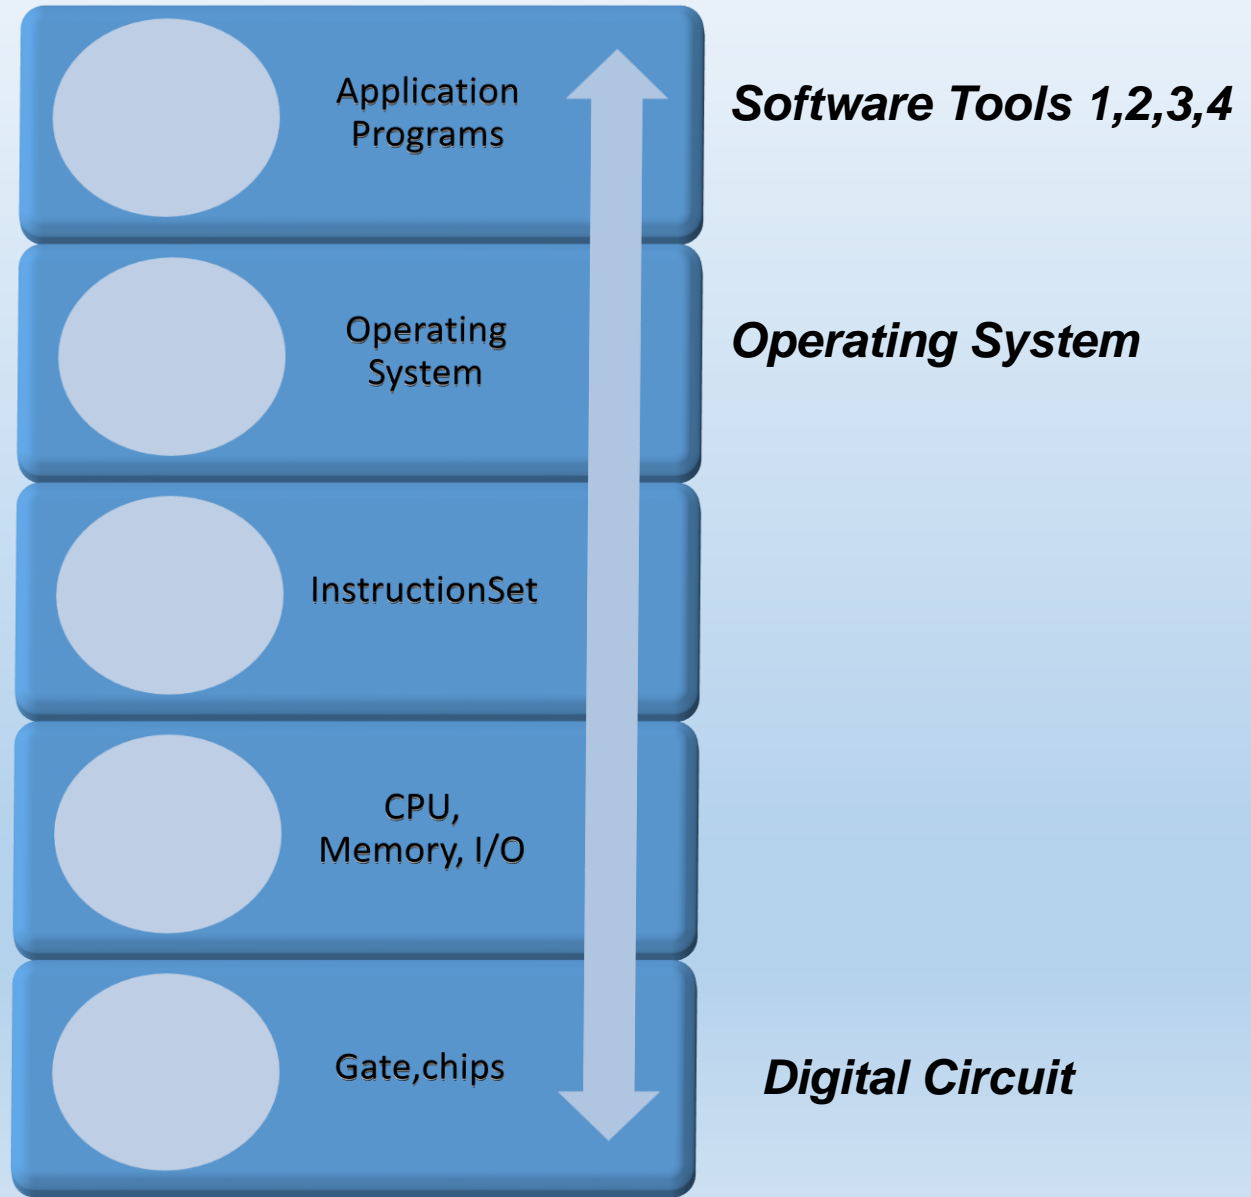 Application
Programs
Software Tools 1,2,3,4
Operating
System
Operating System
InstructionSet
CPU,
Memory, I/O
Gate,chips
Digital Circuit